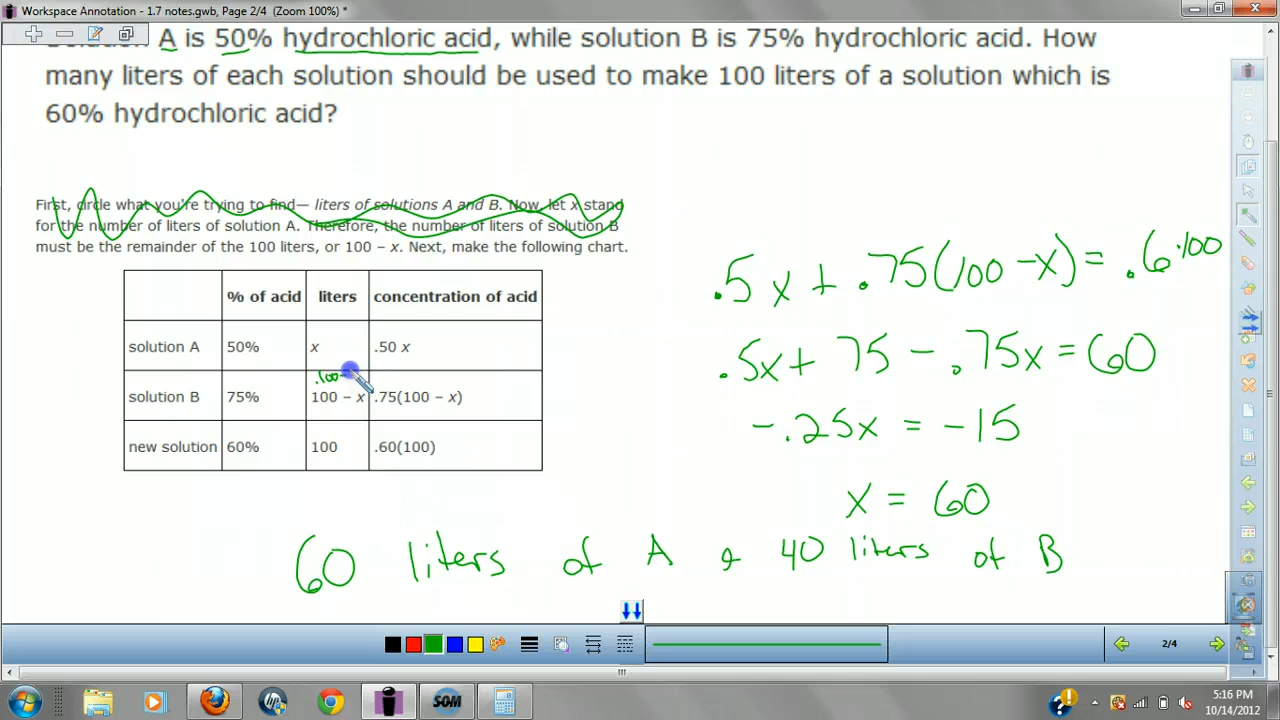 Workspace Annotation - 1.7 notes.gwb, Page 2/4 (Zoom 100%) *
A is 50% hydrochloric acid, while solution B is 75% hydrochloric acid. How
many liters of each solution should be used to make 100 liters of a solution which is
60% hydrochloric acid?
First, circle what you're trying to find— liters of solutions A and B. Now, let x stand
for the number of liters of solution A. Therefore, the number of liters of solution B
must be the remainder of the 100 liters, or 100 – x. Next, make the following chart.
% of acid liters concentration of acid
solution A 50% x .50 x
.100-
solution B 75% 100 – x .75(100 – x)
new solution 60% 100 .60(100)
.5x + .75(100 - x) = .6·100
.5x + 75 - .75x = 60
-.25x = -15
x = 60
60 liters of A & 40 liters of B
2/4
SOM
5:16 PM
10/14/2012